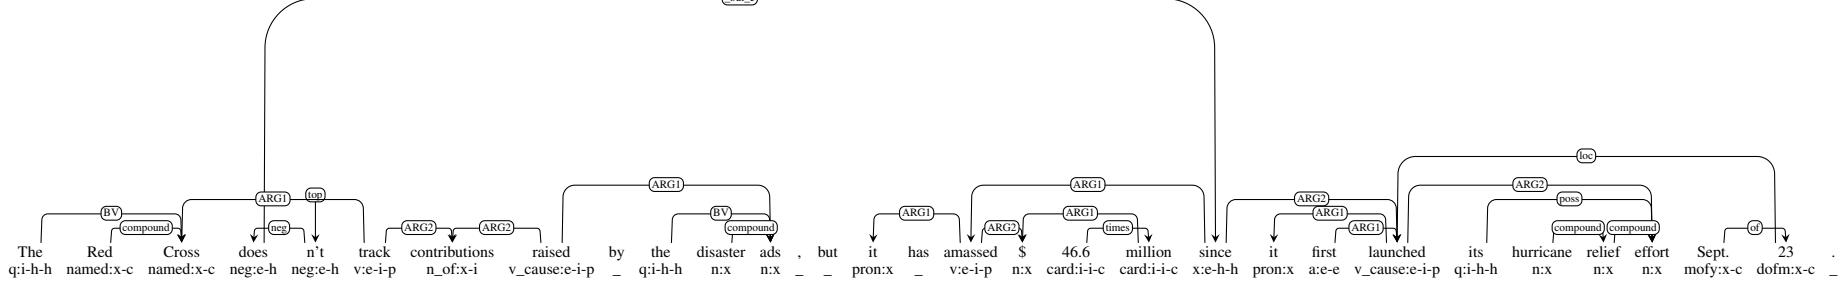 loc
ARG1
ARG1
ARG2
ARG1
top
ARG2
poss
BV
BV
ARG1
ARG1
ARG1
compound
neg
ARG2
ARG2
compound
ARG2
times
ARG1
compound
compound
of
The Red Cross does n't track contributions raised by the disaster ads , but it has amassed $ 46.6 million since it first launched its hurricane relief effort Sept. 23 .
q:i-h-h named:x-c named:x-c neg:e-h neg:e-h v:e-i-p n_of:x-i v_cause:e-i-p _ q:i-h-h n:x n:x _ _ pron:x _ v:e-i-p n:x card:i-i-c card:i-i-c x:e-h-h pron:x a:e-e v_cause:e-i-p q:i-h-h n:x n:x n:x mofy:x-c dofm:x-c _